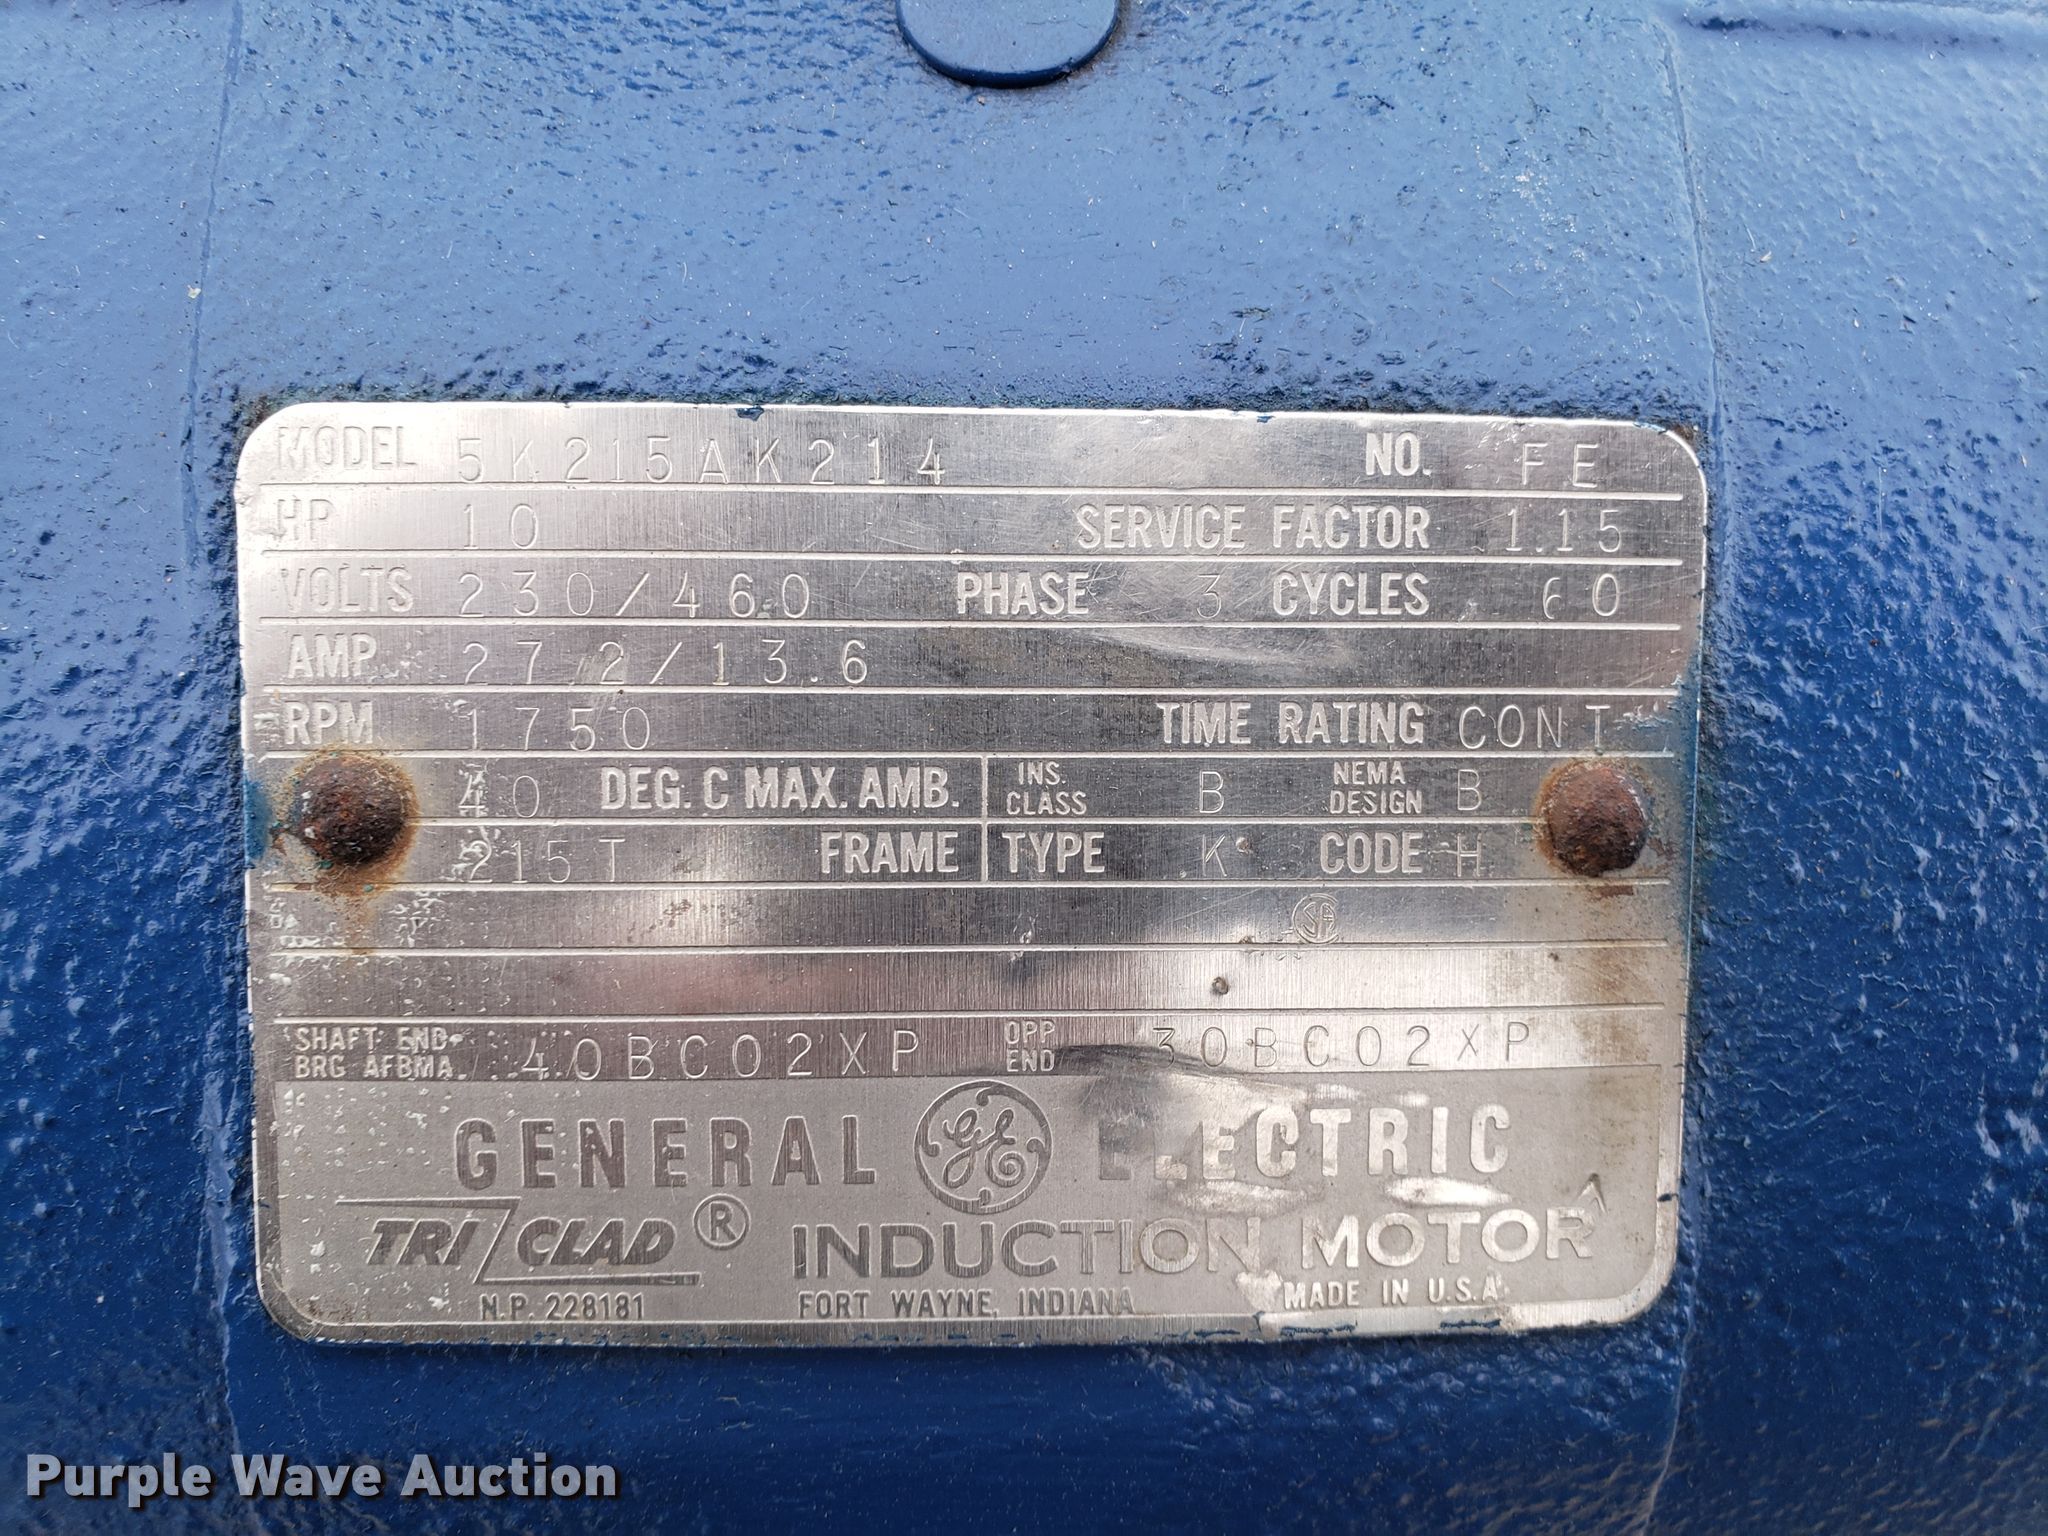 MODEL 5K215AK214 NO. FE
HP 10 SERVICE FACTOR 1.15
VOLTS 230/460 PHASE 3 CYCLES 60
AMP. 27.2/13.6
RPM 1750 TIME RATING CONT
40 DEG. C MAX. AMB. INS. CLASS B NEMA DESIGN B
215T FRAME TYPE K CODE H
SHAFT END BRG AFBMA 40BC02XP OPP END 30BC02XP
GENERAL GE ELECTRIC
TRI CLAD ® INDUCTION MOTOR
N.P. 228181 FORT WAYNE, INDIANA MADE IN U.S.A.
Purple Wave Auction